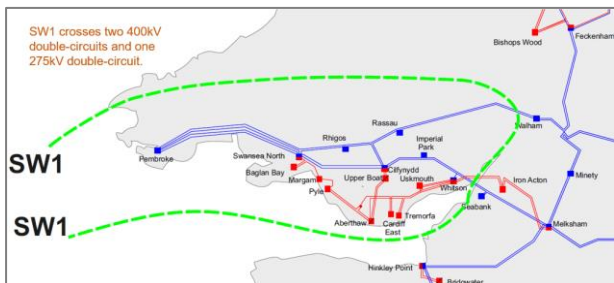 SW1 crosses two 400kV
double-circuits and one
275kV double-circuit.
Bishops Wood
Feckenham
SW1
Pembroke
Swansea North
Rhigos
Rassau
Imperial
Park
Walham
Baglan Bay
Cilfynydd
Upper Boat
Margam
Pyle
Uskmouth
Whitson
Iron Acton
Minety
Seabank
SW1
Aberthaw
Cardiff
East
Tremorfa
Melksham
Hinkley Point
Bridgwater